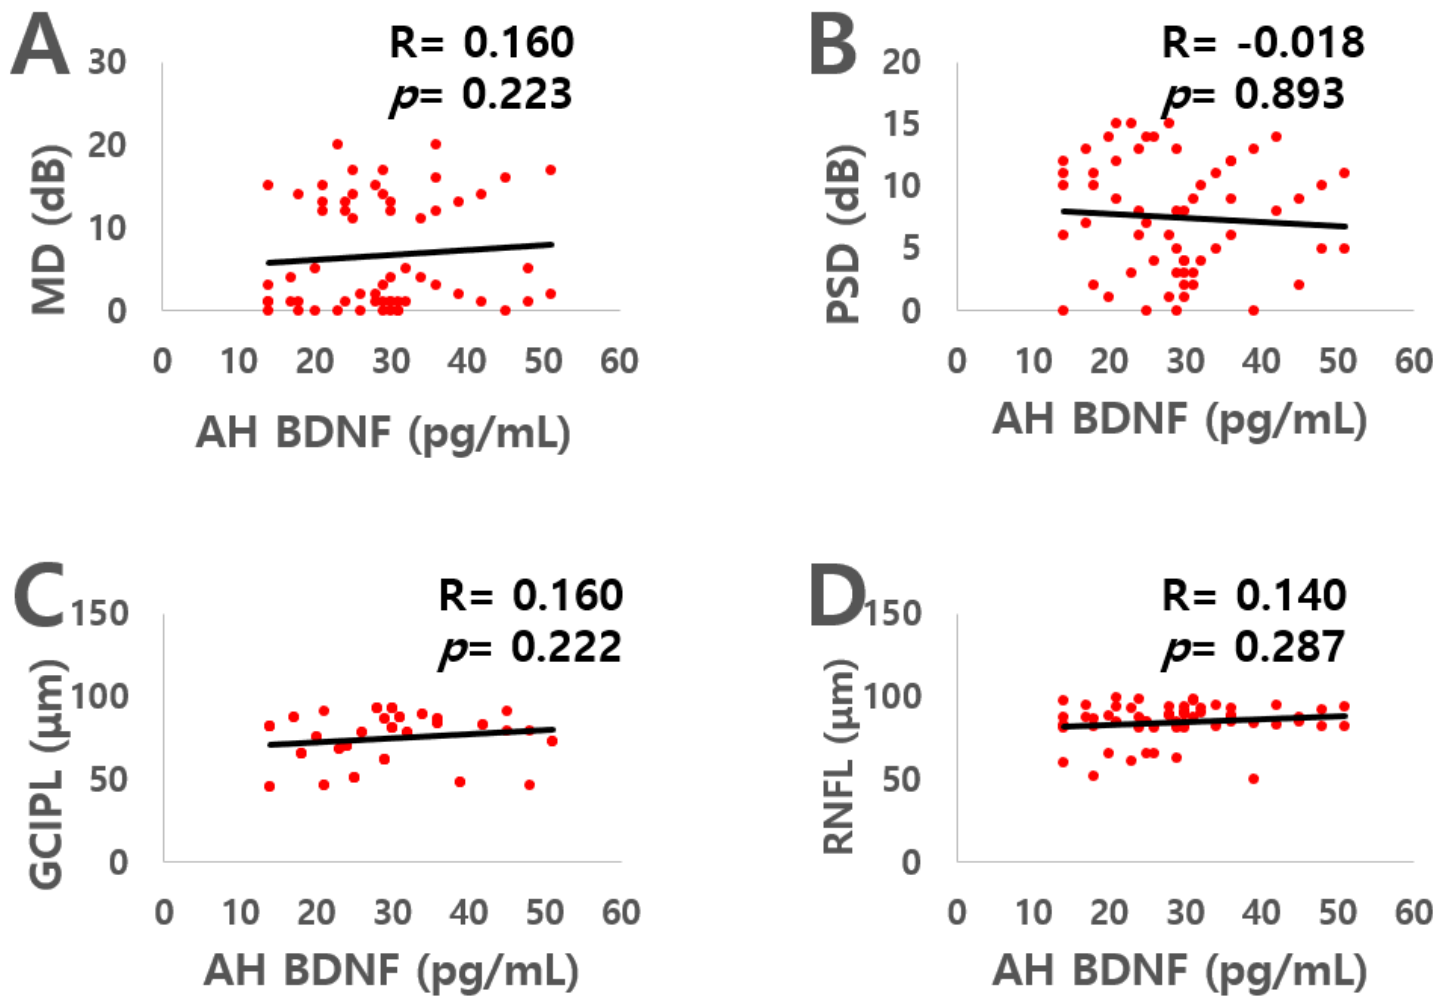 A
R= 0.160
p= 0.223
MD (dB)
30
20
10
0
0 10 20 30 40 50 60
AH BDNF (pg/mL)
B
R= -0.018
p= 0.893
PSD (dB)
20
15
10
5
0
0 10 20 30 40 50 60
AH BDNF (pg/mL)
C
R= 0.160
p= 0.222
GCIPL (μm)
150
100
50
0
0 10 20 30 40 50 60
AH BDNF (pg/mL)
D
R= 0.140
p= 0.287
RNFL (μm)
150
100
50
0
0 10 20 30 40 50 60
AH BDNF (pg/mL)